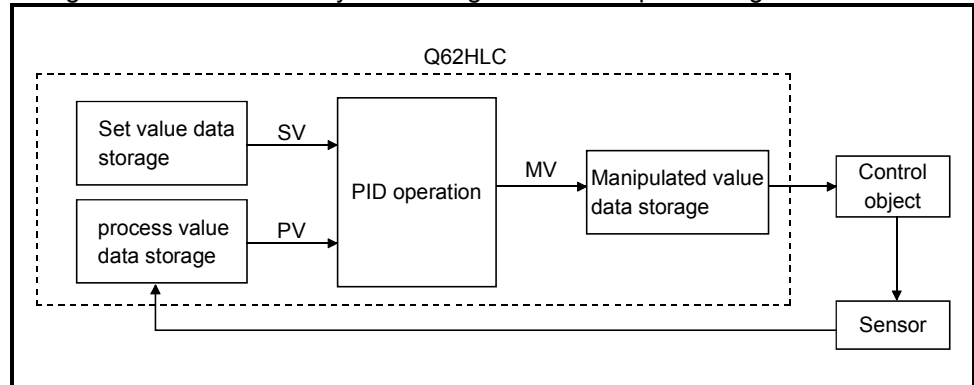 Q62HLC
Set value data
storage
SV
PID operation
MV
Manipulated value
data storage
Control
object
process value
data storage
PV
Sensor